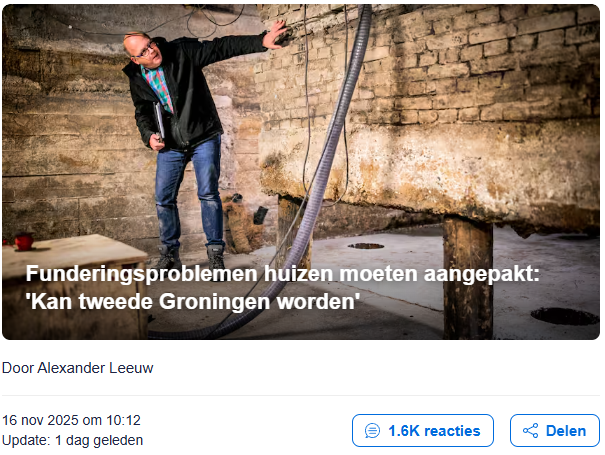 Funderingsproblemen huizen moeten aangepakt:
'Kan tweede Groningen worden'
Door Alexander Leeuw
16 nov 2025 om 10:12
Update: 1 dag geleden
1.6K reacties
Delen